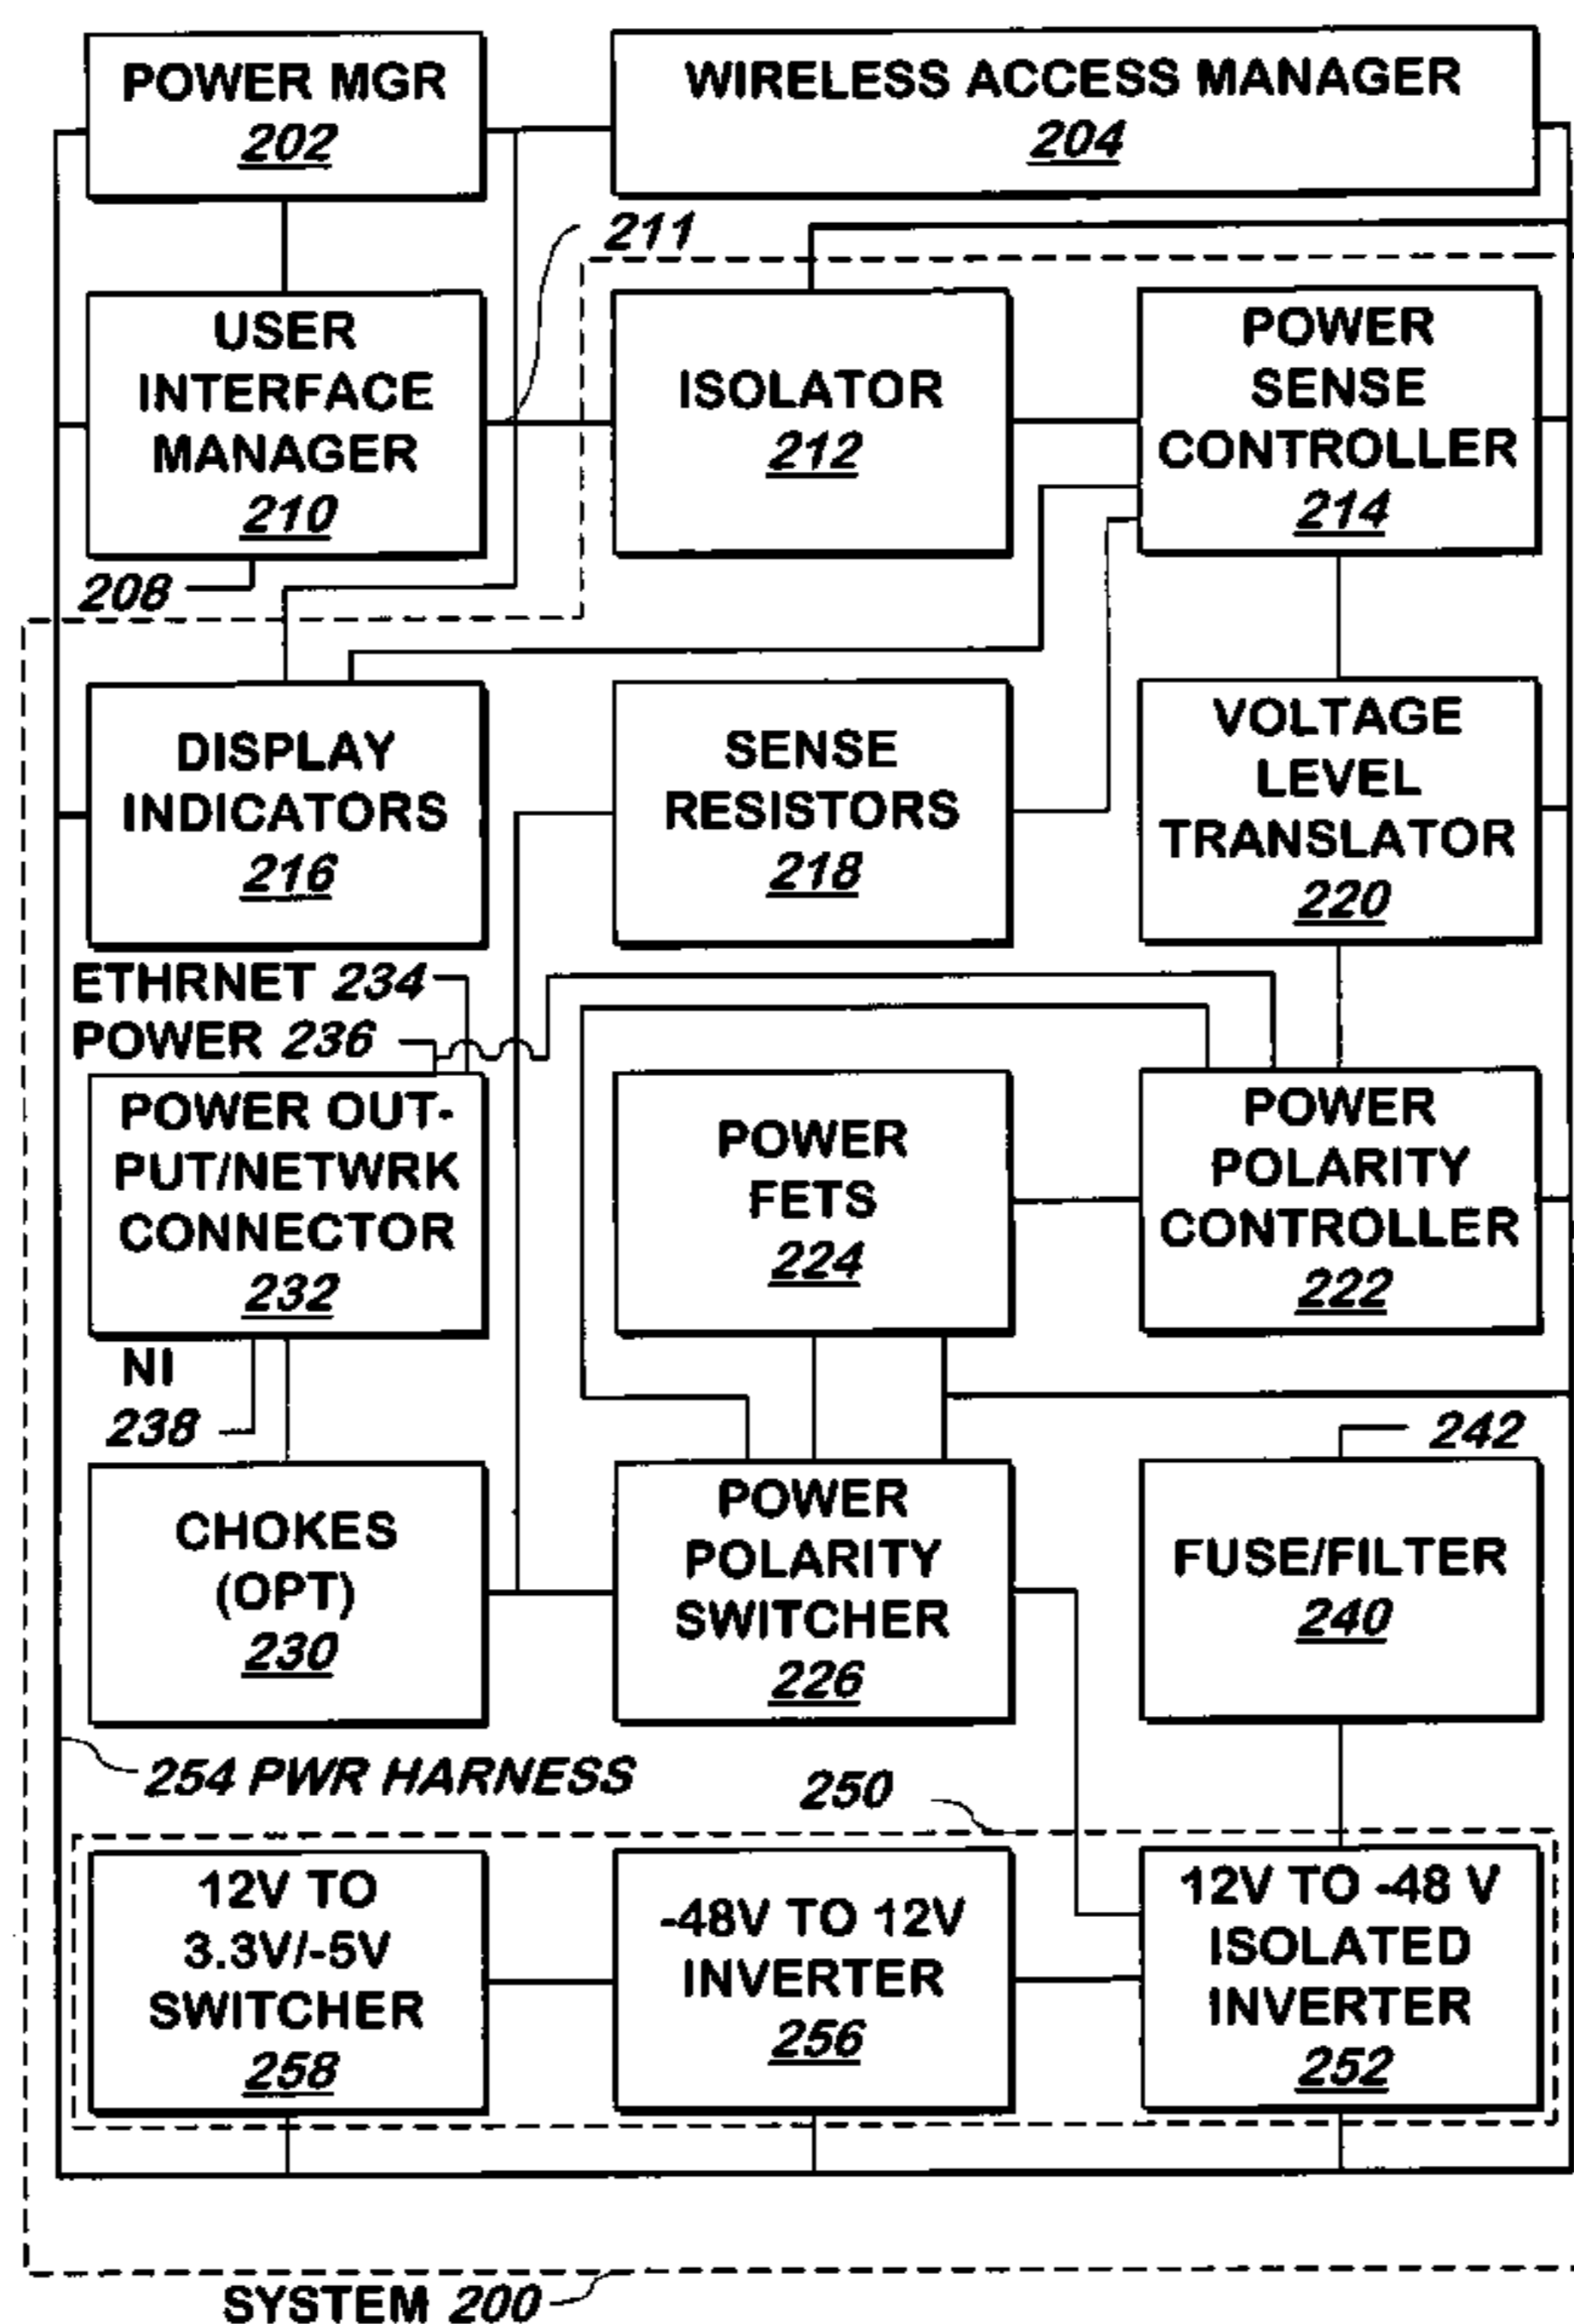 POWER MGR
202
WIRELESS ACCESS MANAGER
204
211
USER
INTERFACE
MANAGER
210
ISOLATOR
212
POWER
SENSE
CONTROLLER
214
208
DISPLAY
INDICATORS
216
SENSE
RESISTORS
218
VOLTAGE
LEVEL
TRANSLATOR
220
ETHRNET 234
POWER 236
POWER OUT-
PUT/NETWRK
CONNECTOR
232
POWER
FETS
224
POWER
POLARITY
CONTROLLER
222
NI
238
242
CHOKES
(OPT)
230
POWER
POLARITY
SWITCHER
226
FUSE/FILTER
240
254 PWR HARNESS
250
12V TO
3.3V/-5V
SWITCHER
258
-48V TO 12V
INVERTER
256
12V TO -48 V
ISOLATED
INVERTER
252
SYSTEM 200